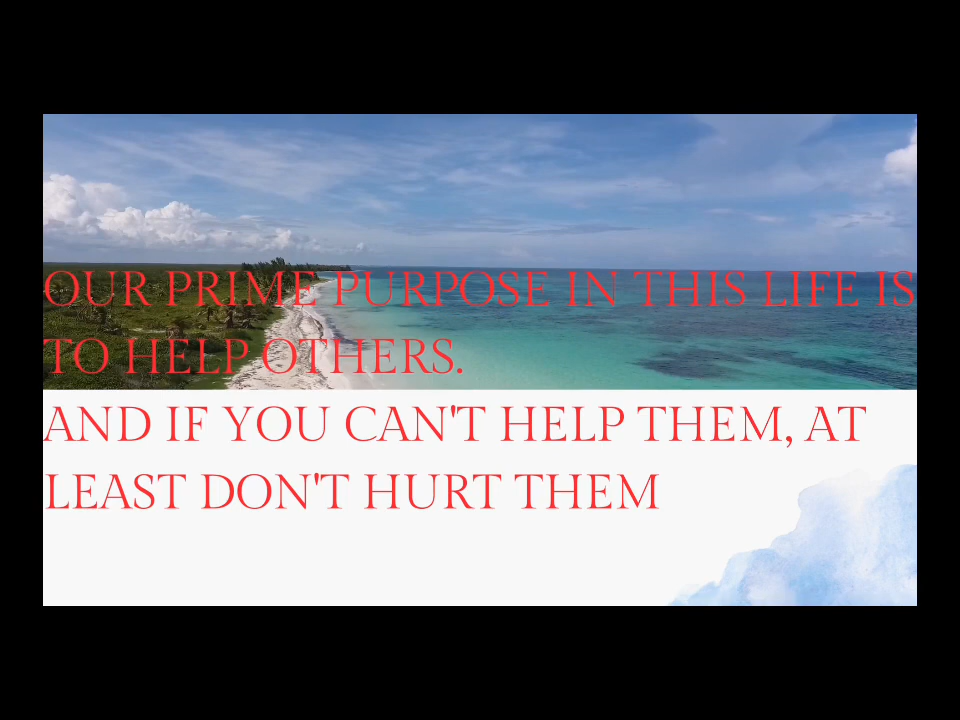 OUR PRIME PURPOSE IN THIS LIFE IS
TO HELP OTHERS.
AND IF YOU CAN'T HELP THEM, AT
LEAST DON'T HURT THEM